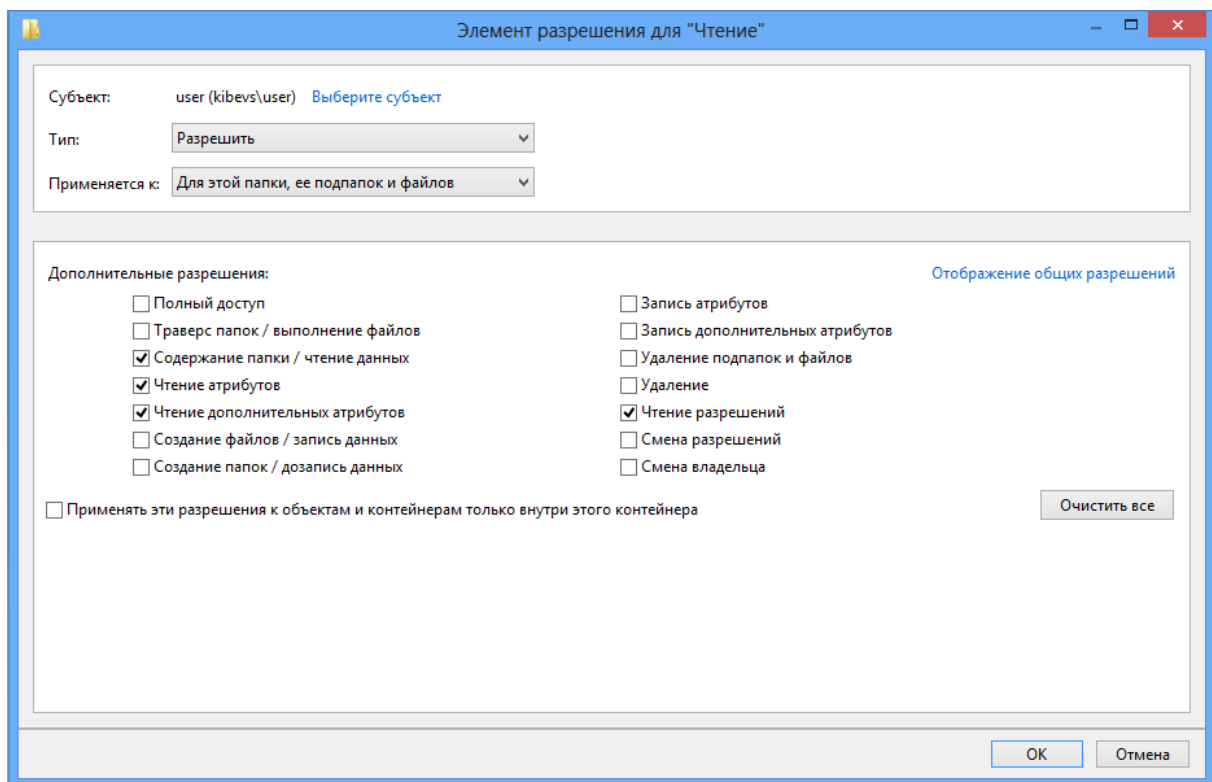 Элемент разрешения для "Чтение"
Субъект: user (kibevs\user) Выберите субъект
Тип: Разрешить
Применяется к: Для этой папки, ее подпапок и файлов
Дополнительные разрешения: Отображение общих разрешений
Полный доступ Запись атрибутов
Траверс папок / выполнение файлов Запись дополнительных атрибутов
Содержание папки / чтение данных Удаление подпапок и файлов
Чтение атрибутов Удаление
Чтение дополнительных атрибутов Чтение разрешений
Создание файлов / запись данных Смена разрешений
Создание папок / дозапись данных Смена владельца
Применять эти разрешения к объектам и контейнерам только внутри этого контейнера Очистить все
ОК Отмена